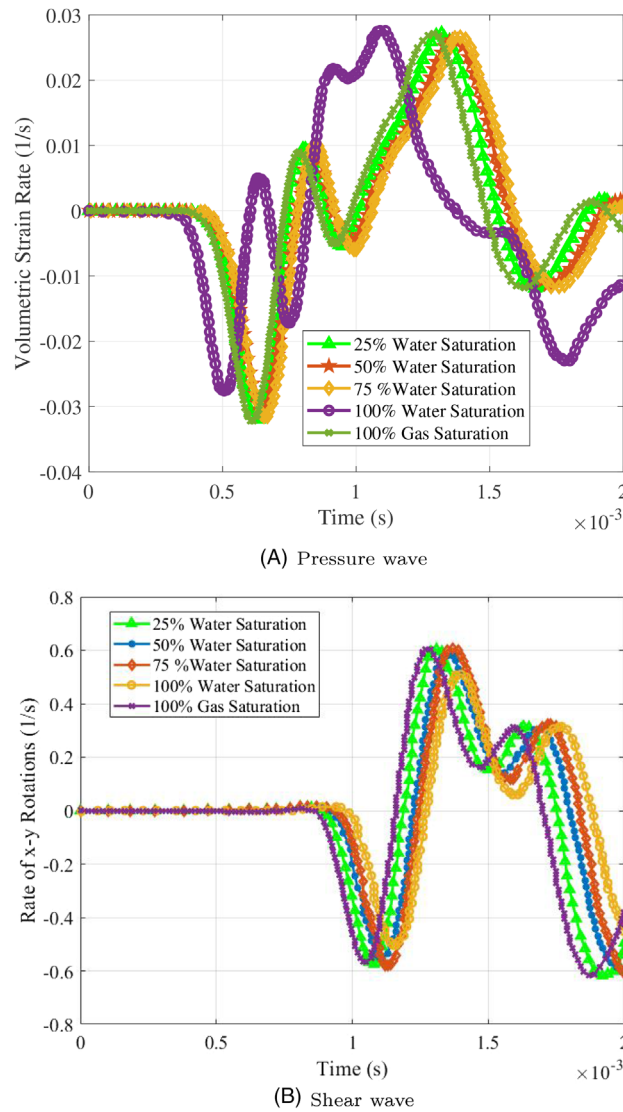 0.03
0.02
0.01
0
-0.01
-0.02
-0.03
-0.04
Volumetric Strain Rate (1/s)
25% Water Saturation
50% Water Saturation
75 %Water Saturation
100% Water Saturation
100% Gas Saturation
0 0.5 1 1.5 2
Time (s)
×10-3
(A) Pressure wave
0.8
0.6
0.4
0.2
0
-0.2
-0.4
-0.6
-0.8
Rate of x-y Rotations (1/s)
25% Water Saturation
50% Water Saturation
75 %Water Saturation
100% Water Saturation
100% Gas Saturation
0 0.5 1 1.5 2
Time (s)
×10-3
(B) Shear wave